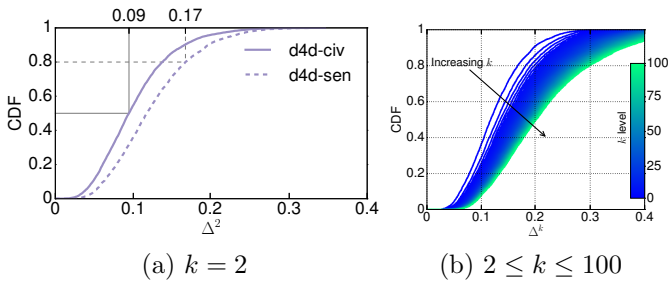 0.09 0.17
1
0.8
0.6
0.4
0.2
0
CDF
d4d-civ
d4d-sen
0 0.1 0.2 0.3 0.4
Δ²
(a) k = 2
1.0
0.8
0.6
0.4
0.2
0.0
CDF
Increasing k
100
75
50
25
0
k level
0 0.1 0.2 0.3 0.4
Δᵏ
(b) 2 ≤ k ≤ 100